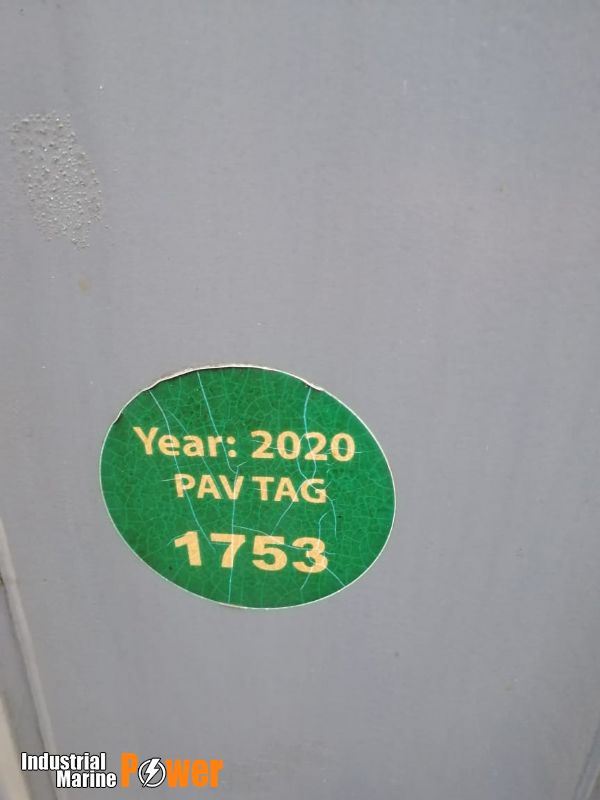 Year: 2020
PAV TAG
1753
Industrial
Marine Power